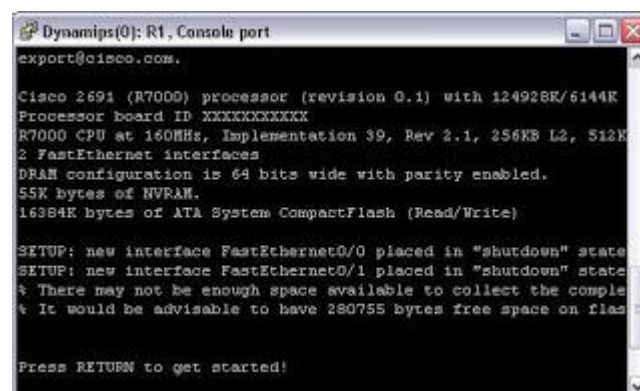 Dynamips(0): R1, Console port
export@cisco.com.
Cisco 2691 (R7000) processor (revision 0.1) with 124928K/6144K
Processor board ID XXXXXXXXXXX
R7000 CPU at 160MHz, Implementation 39, Rev 2.1, 256KB L2, 512K
2 FastEthernet interfaces
DRAM configuration is 64 bits wide with parity enabled.
55K bytes of NVRAM.
16384K bytes of ATA System CompactFlash (Read/Write)
SETUP: new interface FastEthernet0/0 placed in "shutdown" state
SETUP: new interface FastEthernet0/1 placed in "shutdown" state
% There may not be enough space available to collect the comple
% It would be advisable to have 280755 bytes free space on flas
Press RETURN to get started!